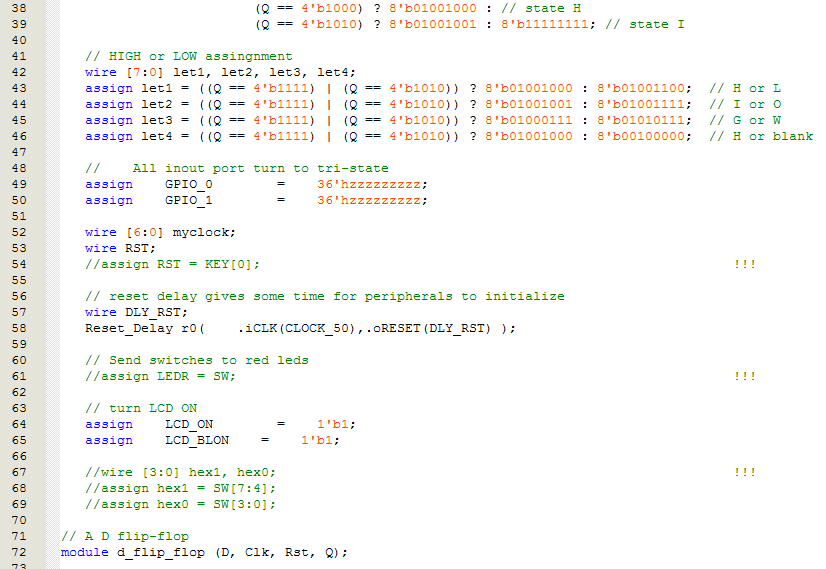 38 (Q == 4'b1000) ? 8'b01001000 : // state H
39 (Q == 4'b1010) ? 8'b01001001 : 8'b11111111; // state I
40
41 // HIGH or LOW assingnment
42 wire [7:0] let1, let2, let3, let4;
43 assign let1 = ((Q == 4'b1111) | (Q == 4'b1010)) ? 8'b01001000 : 8'b01001100; // H or L
44 assign let2 = ((Q == 4'b1111) | (Q == 4'b1010)) ? 8'b01001001 : 8'b01001111; // I or O
45 assign let3 = ((Q == 4'b1111) | (Q == 4'b1010)) ? 8'b01000111 : 8'b01010111; // G or W
46 assign let4 = ((Q == 4'b1111) | (Q == 4'b1010)) ? 8'b01001000 : 8'b00100000; // H or blank
47
48 // All inout port turn to tri-state
49 assign GPIO_0 = 36'hzzzzzzzzz;
50 assign GPIO_1 = 36'hzzzzzzzzz;
51
52 wire [6:0] myclock;
53 wire RST;
54 //assign RST = KEY[0]; !!!
55
56 // reset delay gives some time for peripherals to initialize
57 wire DLY_RST;
58 Reset_Delay r0( .iCLK(CLOCK_50),.oRESET(DLY_RST) );
59
60 // Send switches to red leds
61 //assign LEDR = SW; !!!
62
63 // turn LCD ON
64 assign LCD_ON = 1'b1;
65 assign LCD_BLON = 1'b1;
66
67 //wire [3:0] hex1, hex0; !!!
68 //assign hex1 = SW[7:4];
69 //assign hex0 = SW[3:0];
70
71 // A D flip-flop
72 module d_flip_flop (D, Clk, Rst, Q);
73